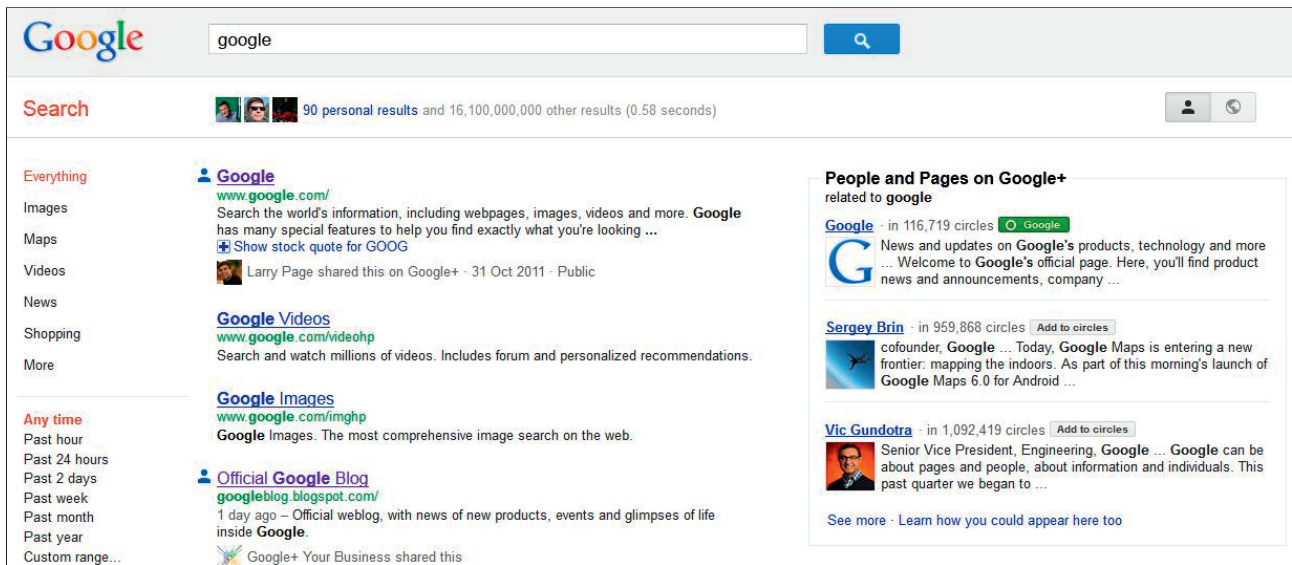 Google
google
Search
90 personal results and 16,100,000,000 other results (0.58 seconds)
Everything
Images
Maps
Videos
News
Shopping
More
Any time
Past hour
Past 24 hours
Past 2 days
Past week
Past month
Past year
Custom range...
Google
www.google.com/
Search the world's information, including webpages, images, videos and more. Google
has many special features to help you find exactly what you're looking ...
Show stock quote for GOOG
Larry Page shared this on Google+ · 31 Oct 2011 · Public
Google Videos
www.google.com/videohp
Search and watch millions of videos. Includes forum and personalized recommendations.
Google Images
www.google.com/imghp
Google Images. The most comprehensive image search on the web.
Official Google Blog
googleblog.blogspot.com/
1 day ago – Official weblog, with news of new products, events and glimpses of life
inside Google.
Google+ Your Business shared this
People and Pages on Google+
related to google
Google · in 116,719 circles Google
G
News and updates on Google's products, technology and more
... Welcome to Google's official page. Here, you'll find product
news and announcements, company ...
Sergey Brin · in 959,868 circles Add to circles
cofounder, Google ... Today, Google Maps is entering a new
frontier: mapping the indoors. As part of this morning's launch of
Google Maps 6.0 for Android ...
Vic Gundotra · in 1,092,419 circles Add to circles
Senior Vice President, Engineering, Google ... Google can be
about pages and people, about information and individuals. This
past quarter we began to ...
See more · Learn how you could appear here too